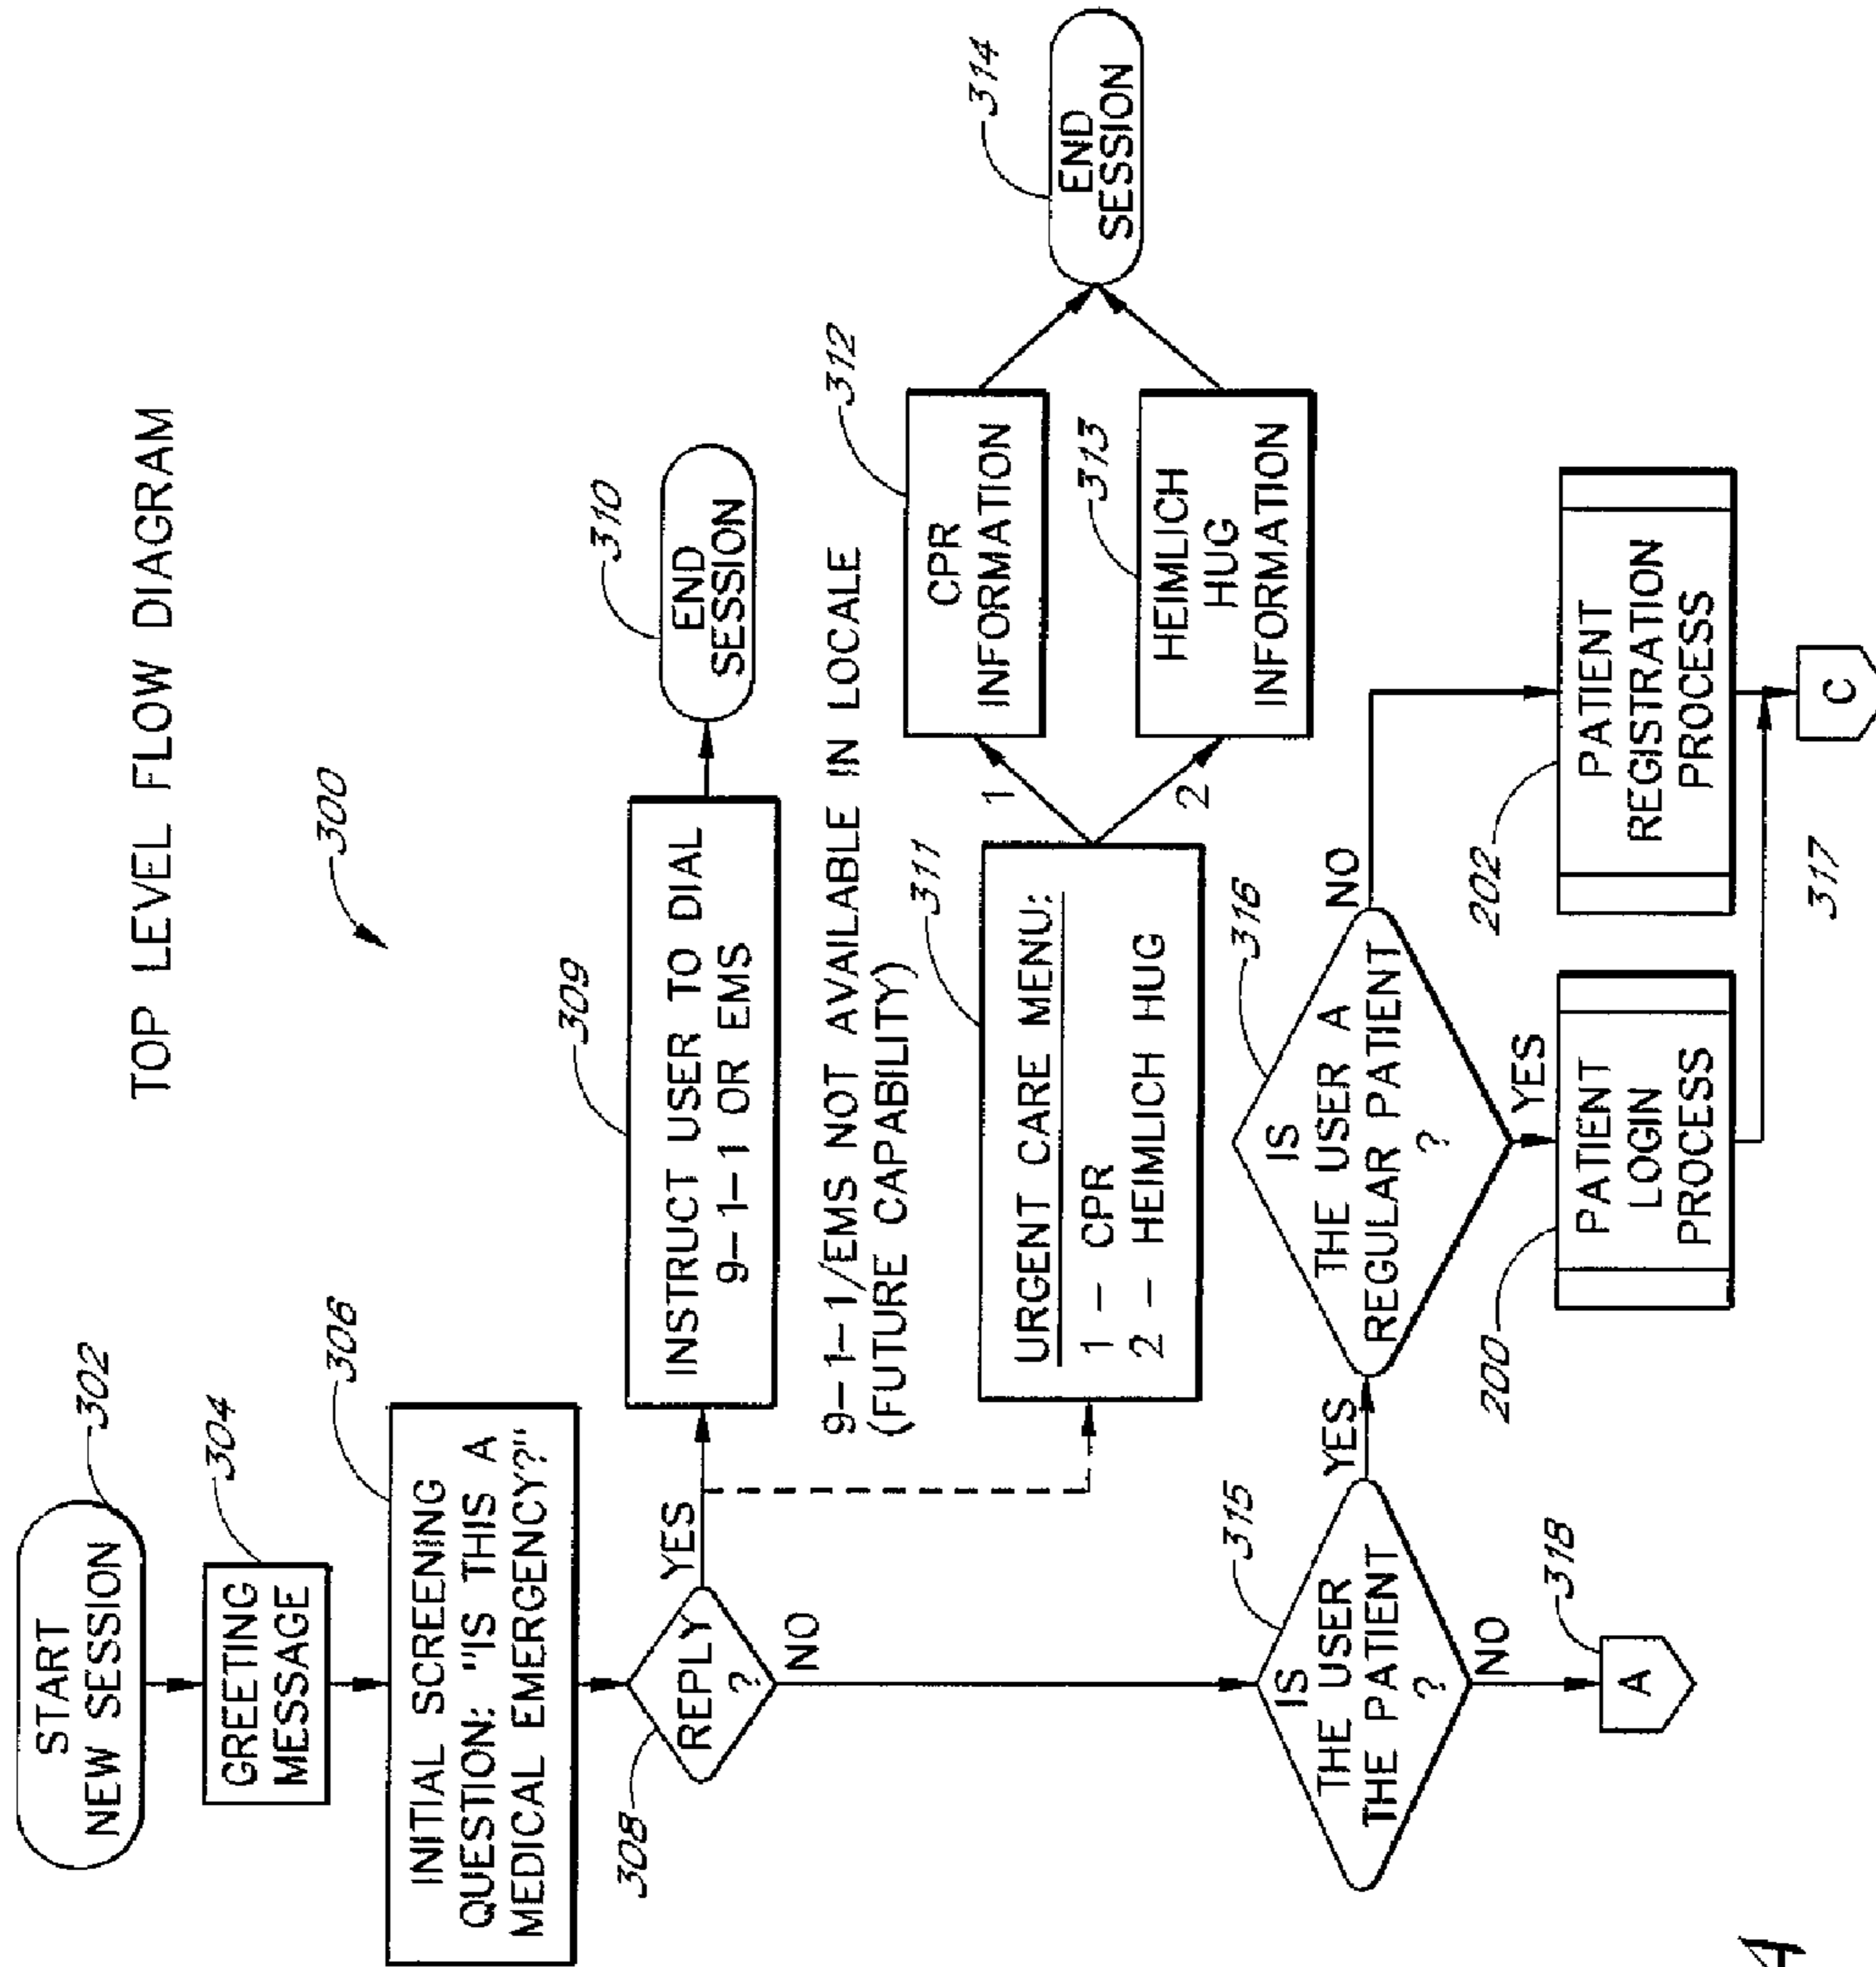 TOP LEVEL FLOW DIAGRAM
300
302
START
NEW SESSION
304
GREETING
MESSAGE
306
INITIAL SCREENING
QUESTION: "IS THIS A
MEDICAL EMERGENCY?"
308
REPLY
?
YES
NO
309
INSTRUCT USER TO DIAL
9-1-1 OR EMS
310
END
SESSION
9-1-1/EMS NOT AVAILABLE IN LOCALE
(FUTURE CAPABILITY)
311
URGENT CARE MENU:
1 - CPR
2 - HEIMLICH HUG
1
2
312
CPR
INFORMATION
313
HEIMLICH
HUG
INFORMATION
314
END
SESSION
315
IS
THE USER
THE PATIENT
?
YES
NO
318
A
316
IS
THE USER A
REGULAR PATIENT
?
NO
YES
200
PATIENT
LOGIN
PROCESS
202
PATIENT
REGISTRATION
PROCESS
317
C
A